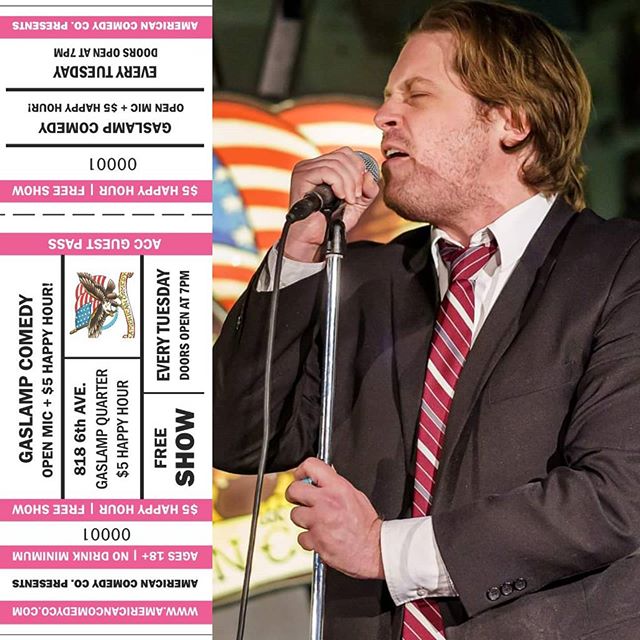 WWW.AMERICANCOMEDYCO.COM
AMERICAN COMEDY CO. PRESENTS
AGES 18+ | NO DRINK MINIMUM
00001
$5 HAPPY HOUR | FREE SHOW
GASLAMP COMEDY
OPEN MIC + $5 HAPPY HOUR!
818 6th AVE.
GASLAMP QUARTER
$5 HAPPY HOUR
FREE
SHOW
EVERY TUESDAY
DOORS OPEN AT 7PM
ACC GUEST PASS
$5 HAPPY HOUR | FREE SHOW
00001
GASLAMP COMEDY
OPEN MIC + $5 HAPPY HOUR!
EVERY TUESDAY
DOORS OPEN AT 7PM
AMERICAN COMEDY CO. PRESENTS